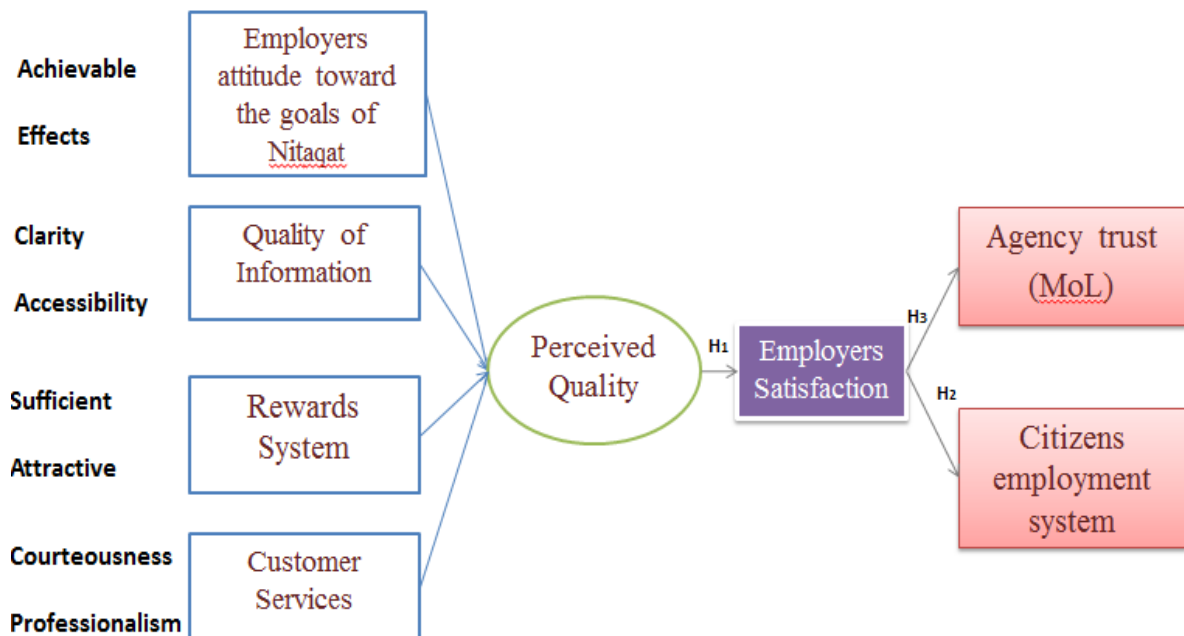 Achievable
Effects
Employers
attitude toward
the goals of
Nitaqat
Clarity
Accessibility
Quality of
Information
Sufficient
Attractive
Rewards
System
Courteousness
Professionalism
Customer
Services
Perceived
Quality
H1
Employers
Satisfaction
H3
H2
Agency trust
(MoL)
Citizens
employment
system